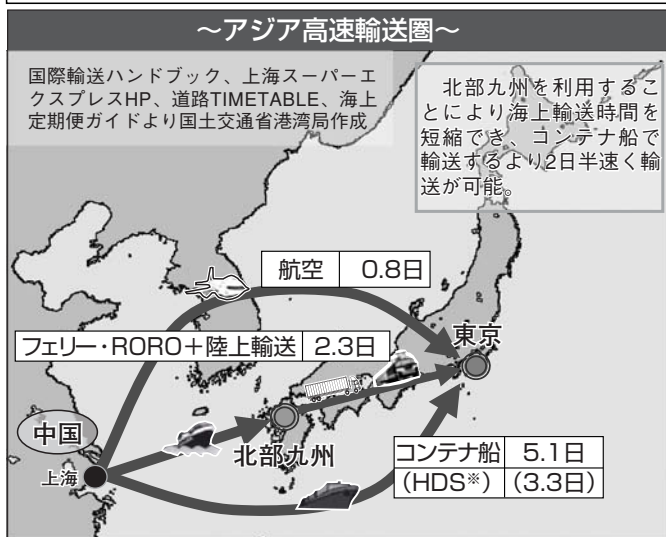 ～アジア高速輸送圏～
国際輸送ハンドブック、上海スーパーエ
クスプレスHP、道路TIMETABLE、海上
定期便ガイドより国土交通省港湾局作成
北部九州を利用するこ
とにより海上輸送時間を
短縮でき、コンテナ船で
輸送するより2日半速く輸
送が可能。
航空 0.8日
フェリー・RORO＋陸上輸送 2.3日
東京
中国
上海
北部九州
コンテナ船 5.1日
(HDS※) (3.3日)